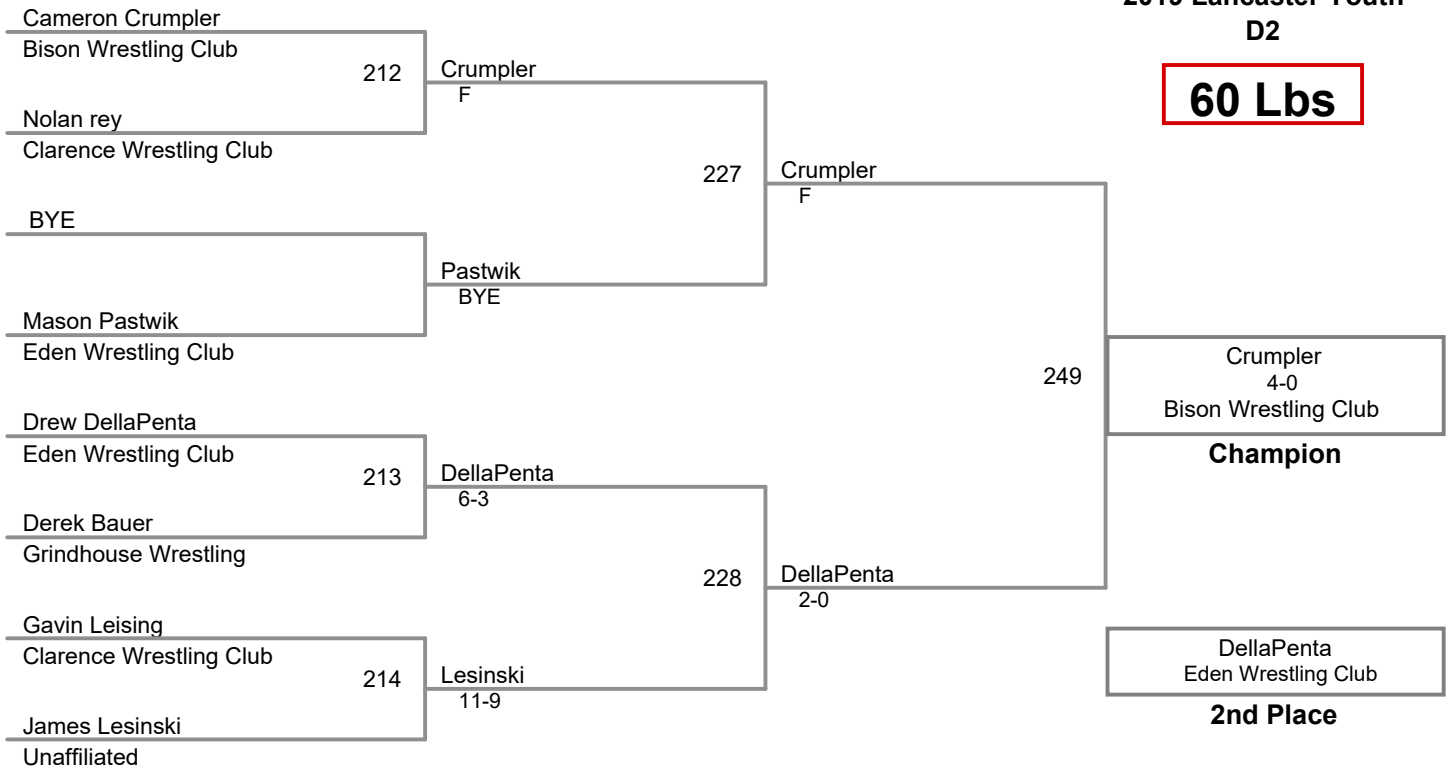 2019 Lancaster Youth
D2
60 Lbs
Cameron Crumpler
Bison Wrestling Club
212
Crumpler
F
Nolan rey
Clarence Wrestling Club
227
Crumpler
F
BYE
Pastwik
BYE
Mason Pastwik
Eden Wrestling Club
249
Crumpler
4-0
Bison Wrestling Club
Champion
Drew DellaPenta
Eden Wrestling Club
213
DellaPenta
6-3
Derek Bauer
Grindhouse Wrestling
228
DellaPenta
2-0
Gavin Leising
Clarence Wrestling Club
214
Lesinski
11-9
James Lesinski
Unaffiliated
DellaPenta
Eden Wrestling Club
2nd Place